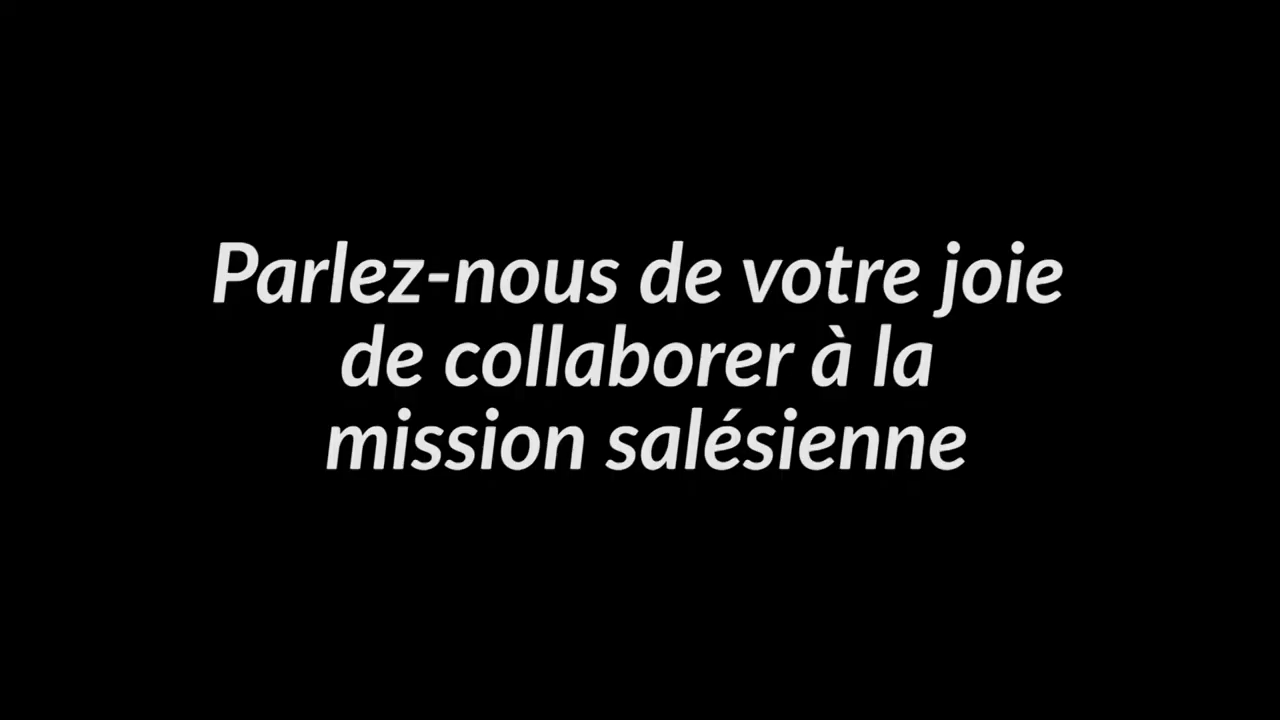 Parlez-nous de votre joie
de collaborer à la
mission salésienne